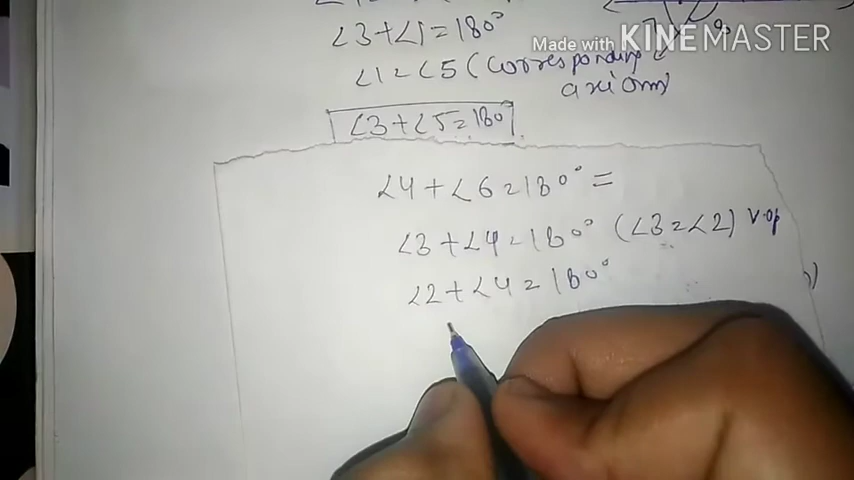 ∠3+∠1=180°
Made with KINEMASTER
∠1=∠5 (Corresponding
axiom)
∠3+∠5=180°
∠4+∠6=180° =
∠3+∠4=180° (∠3=∠2) V.op
∠2+∠4=180°